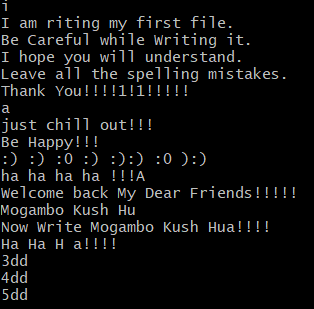 i
I am riting my first file.
Be Careful while Writing it.
I hope you will understand.
Leave all the spelling mistakes.
Thank You!!!!1!1!!!!!
a
just chill out!!!
Be Happy!!!
:) :) :O :) :):) :O ):)
ha ha ha ha !!!A
Welcome back My Dear Friends!!!!!
Mogambo Kush Hu
Now Write Mogambo Kush Hua!!!!
Ha Ha H a!!!!
3dd
4dd
5dd